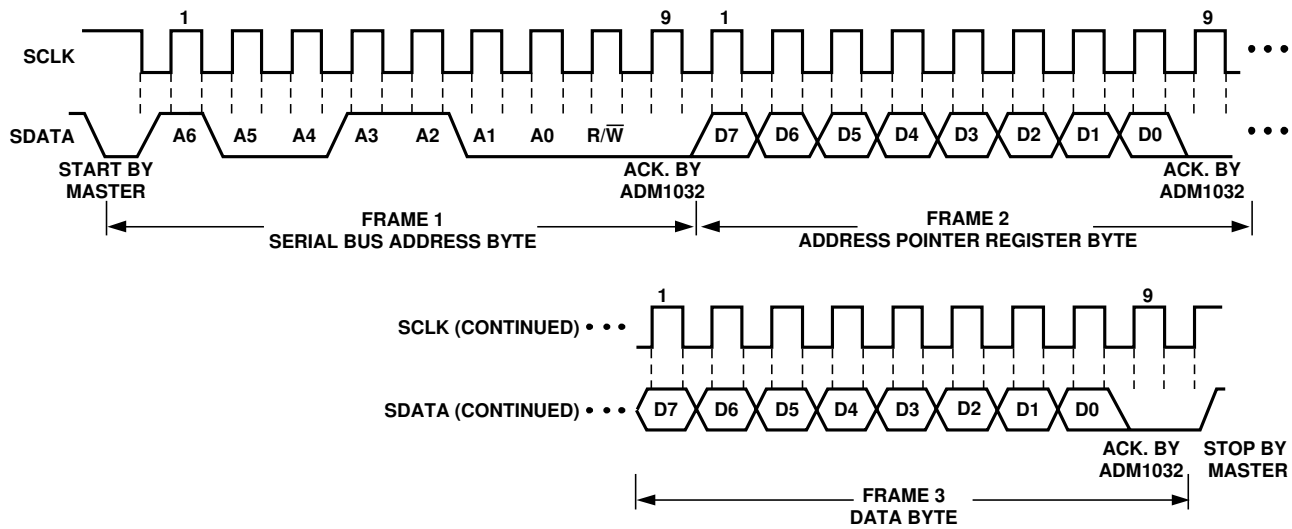 1 9 1 9
SCLK
SDATA A6 A5 A4 A3 A2 A1 A0 R/W̅ D7 D6 D5 D4 D3 D2 D1 D0
START BY
MASTER
ACK. BY
ADM1032
ACK. BY
ADM1032
FRAME 1
SERIAL BUS ADDRESS BYTE
FRAME 2
ADDRESS POINTER REGISTER BYTE
1 9
SCLK (CONTINUED)
SDATA (CONTINUED) D7 D6 D5 D4 D3 D2 D1 D0
ACK. BY
ADM1032
STOP BY
MASTER
FRAME 3
DATA BYTE